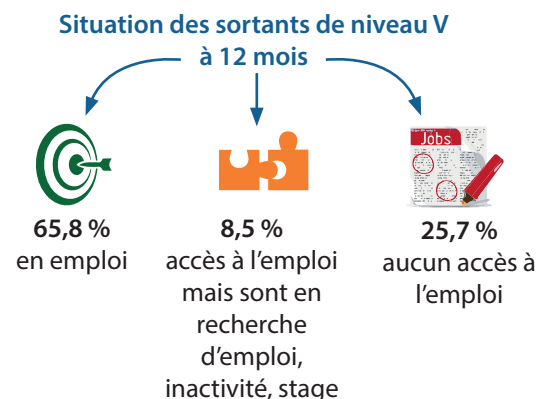 Situation des sortants de niveau V
à 12 mois
Jobs
65,8 %
en emploi
8,5 %
accès à l'emploi
mais sont en
recherche
d'emploi,
inactivité, stage
25,7 %
aucun accès à
l'emploi